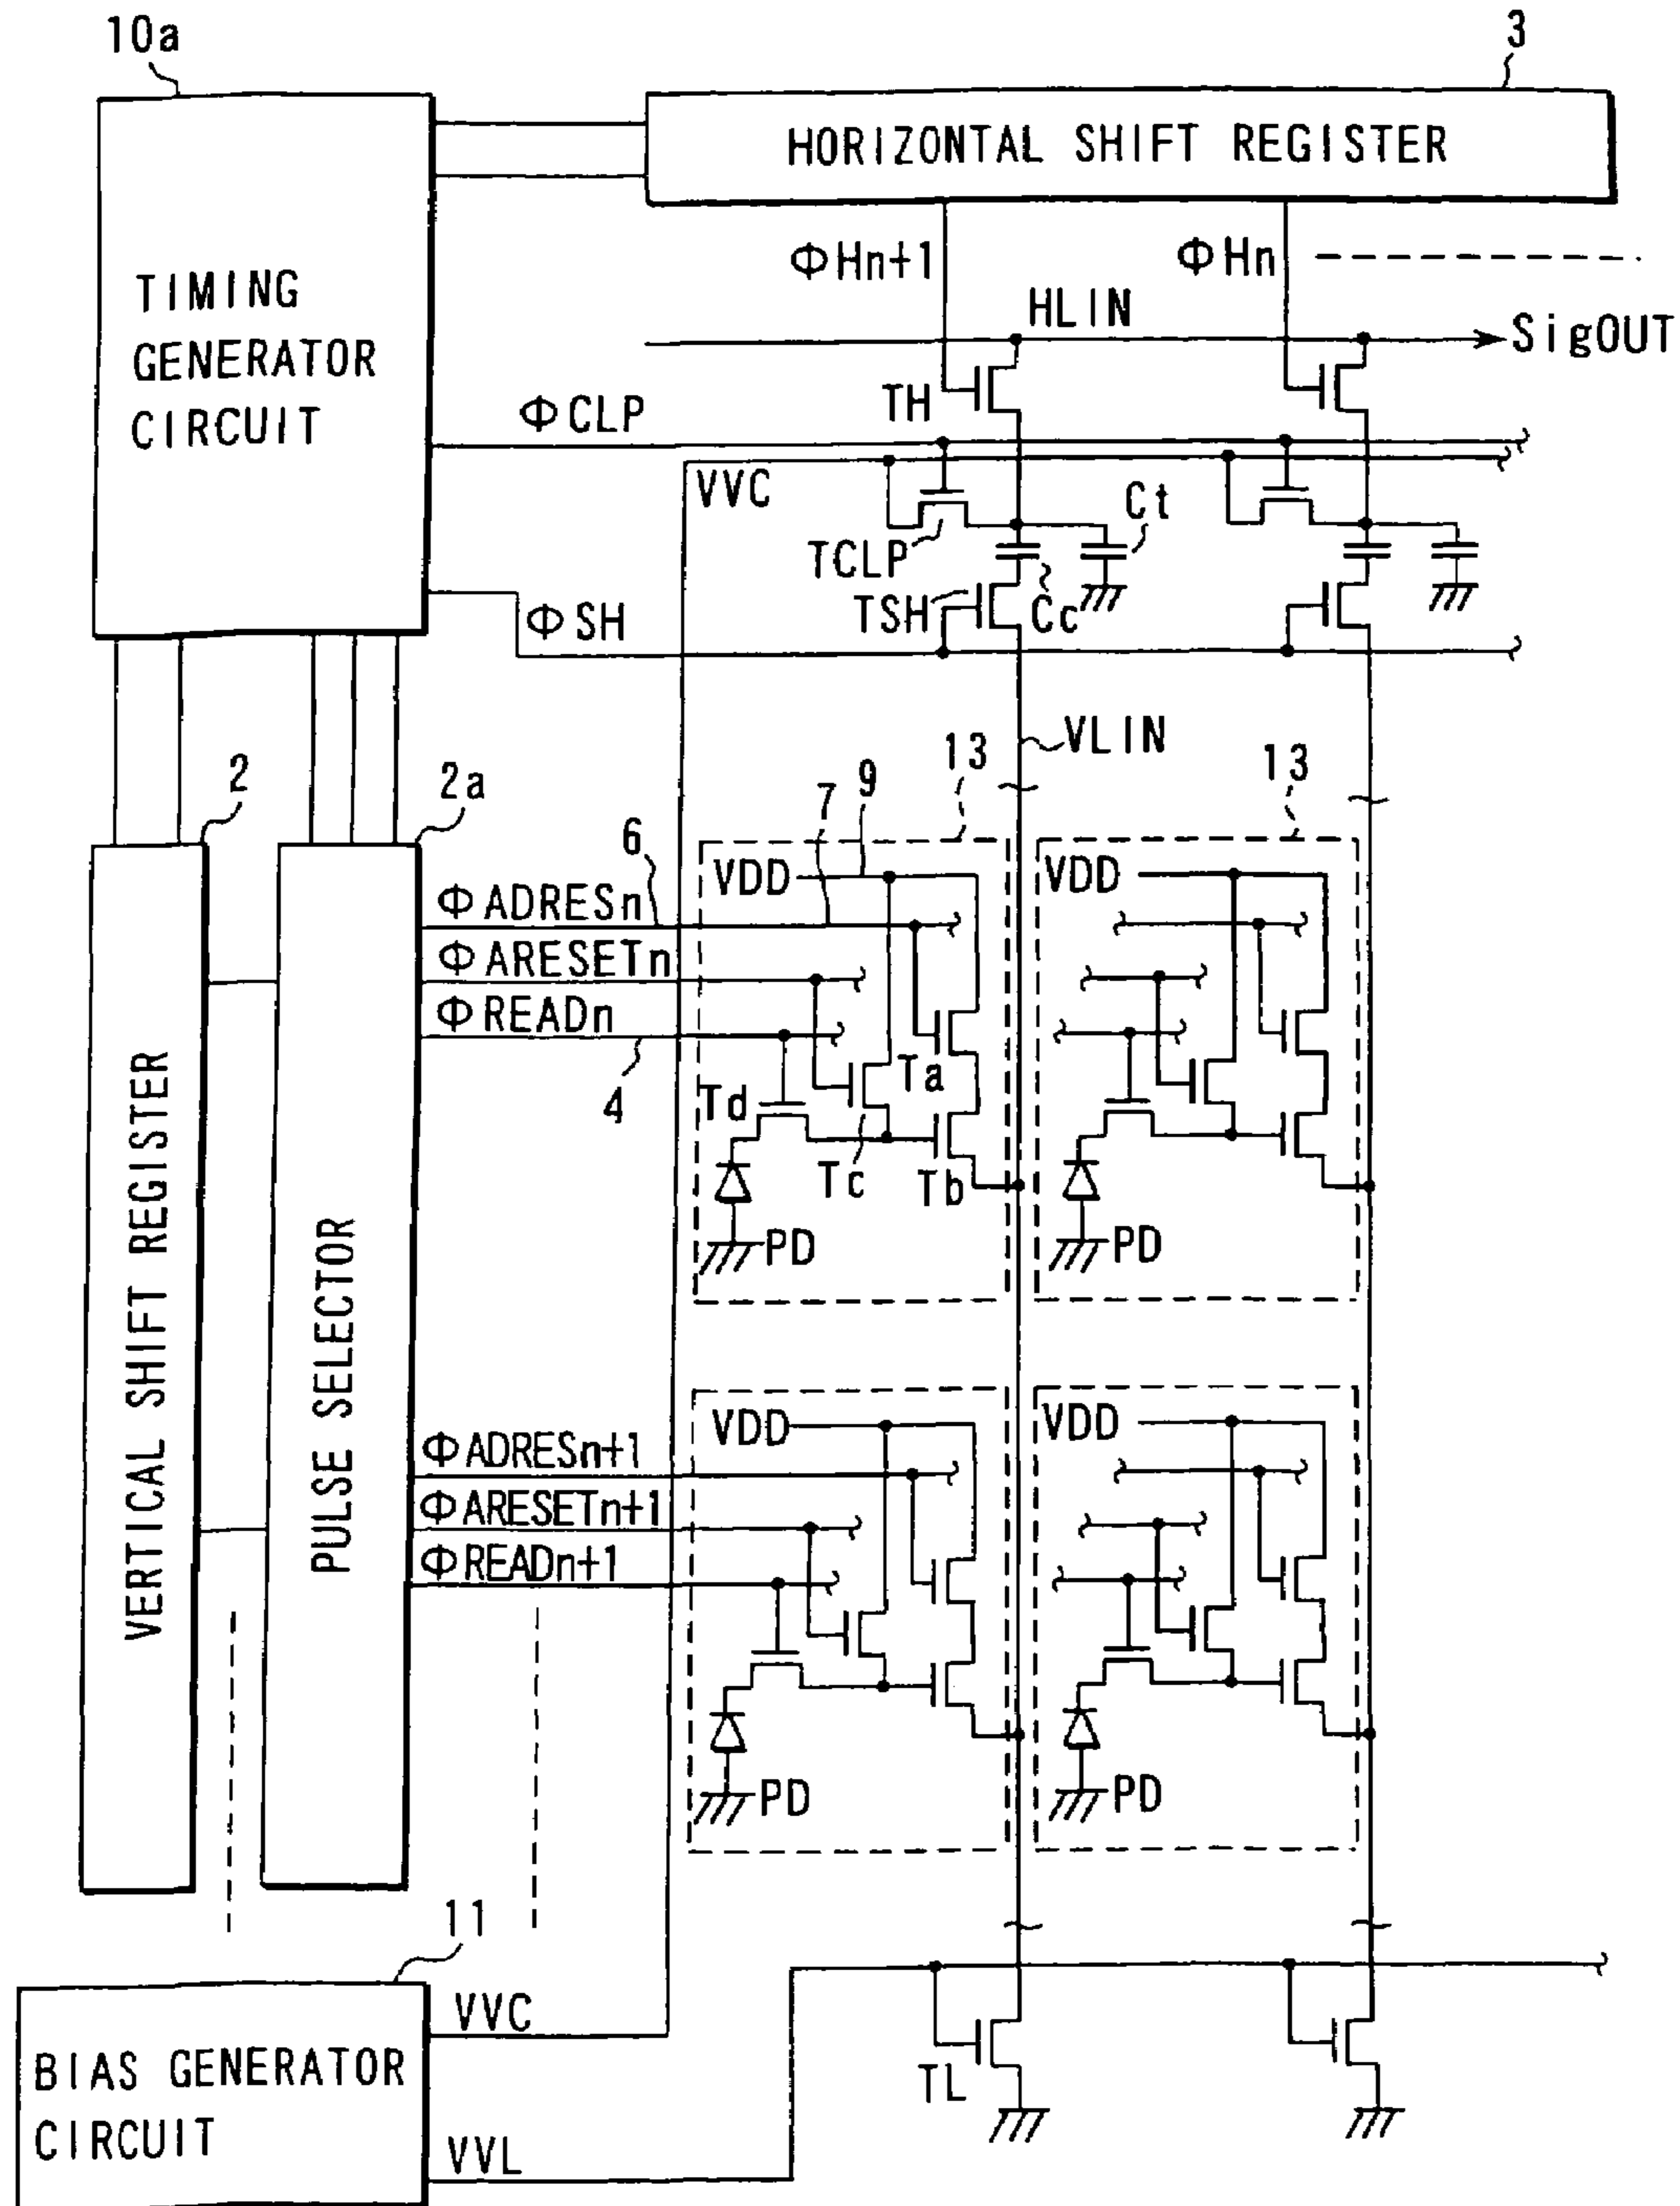 10a
3
HORIZONTAL SHIFT REGISTER
TIMING
GENERATOR
CIRCUIT
ΦHn+1
ΦHn
HLIN
SigOUT
TH
ΦCLP
VVC
Ct
TCLP
TSH
Cc
ΦSH
VLIN
2
2a
6
7
9
13
13
VDD
VDD
ΦADRESn
ΦARESETn
ΦREADn
4
Ta
Td
Tc
Tb
PD
PD
VERTICAL SHIFT REGISTER
PULSE SELECTOR
VDD
VDD
ΦADRESn+1
ΦARESETn+1
ΦREADn+1
PD
PD
11
BIAS GENERATOR
CIRCUIT
VVC
VVL
TL